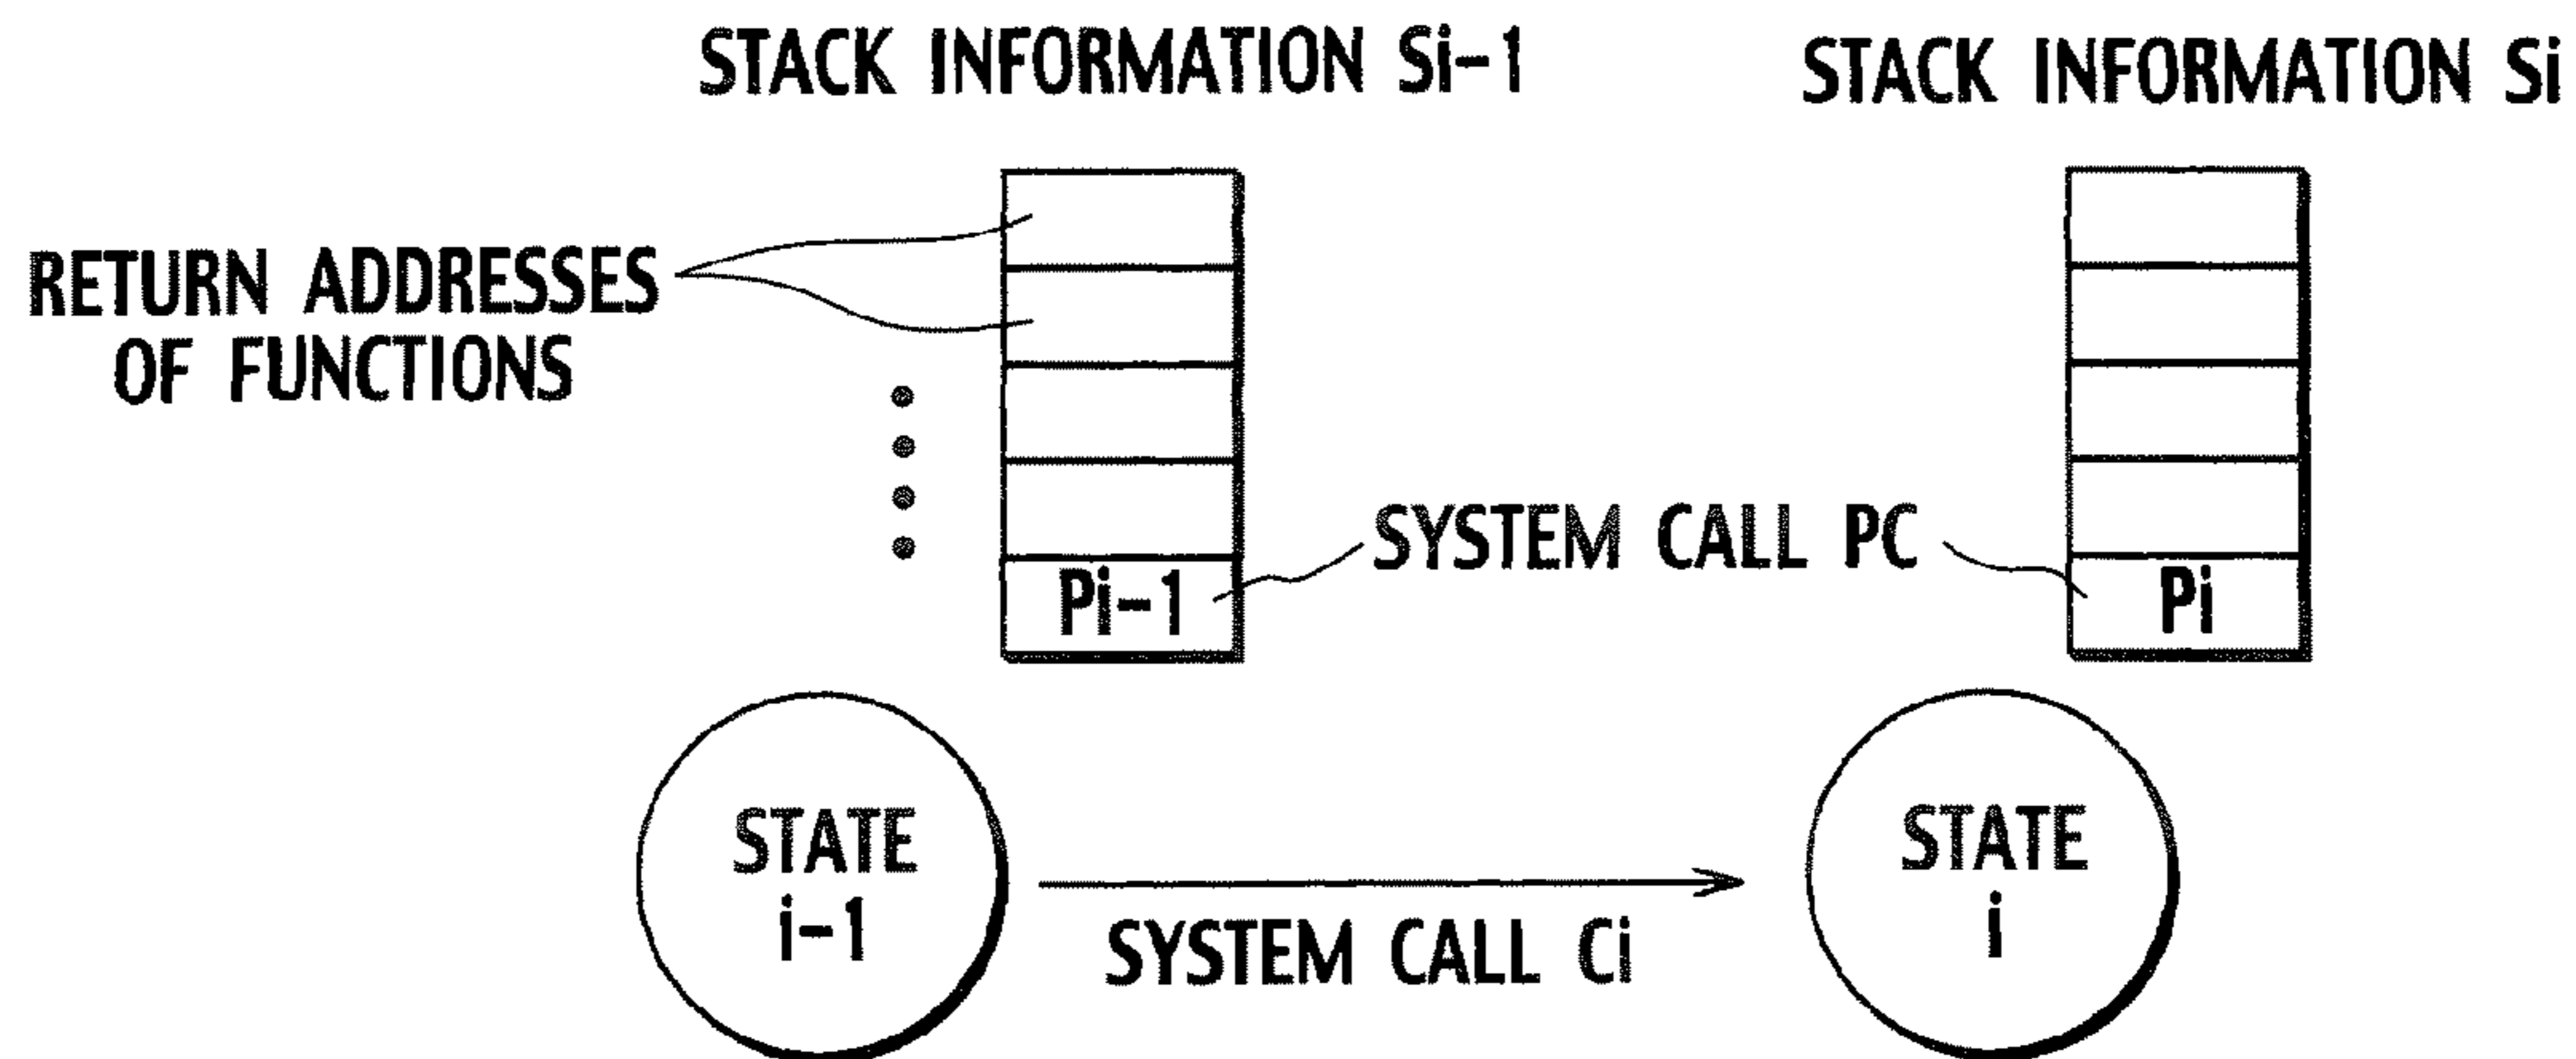 STACK INFORMATION Si-1
STACK INFORMATION Si
RETURN ADDRESSES
OF FUNCTIONS
SYSTEM CALL PC
Pi-1
Pi
STATE
i-1
SYSTEM CALL Ci
STATE
i